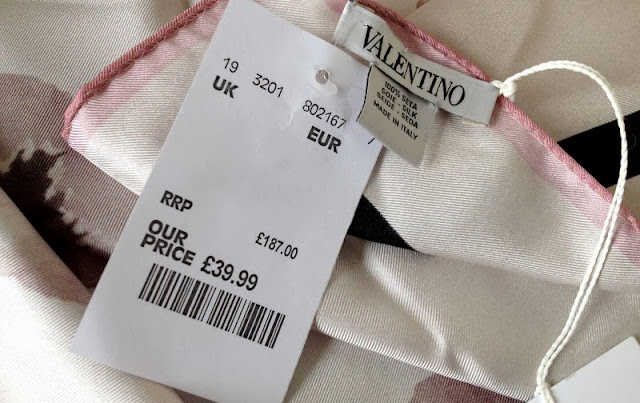 19 3201 802167 /
UK EUR
RRP £187.00
OUR
PRICE £39.99
VALENTINO
100% SETA
SOIE - SILK
SEIDE - SEDA
MADE IN ITALY